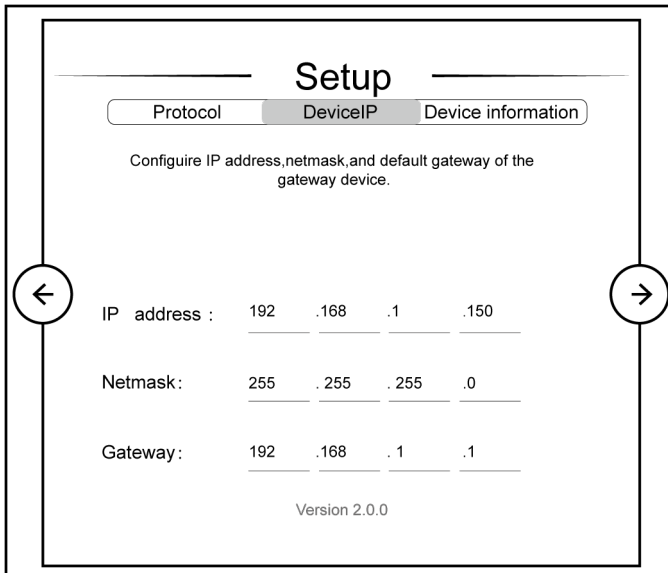 Setup
Protocol DeviceIP Device information
Configuire IP address,netmask,and default gateway of the
gateway device.
IP address : 192 .168 .1 .150
Netmask: 255 . 255 . 255 .0
Gateway: 192 .168 . 1 .1
Version 2.0.0